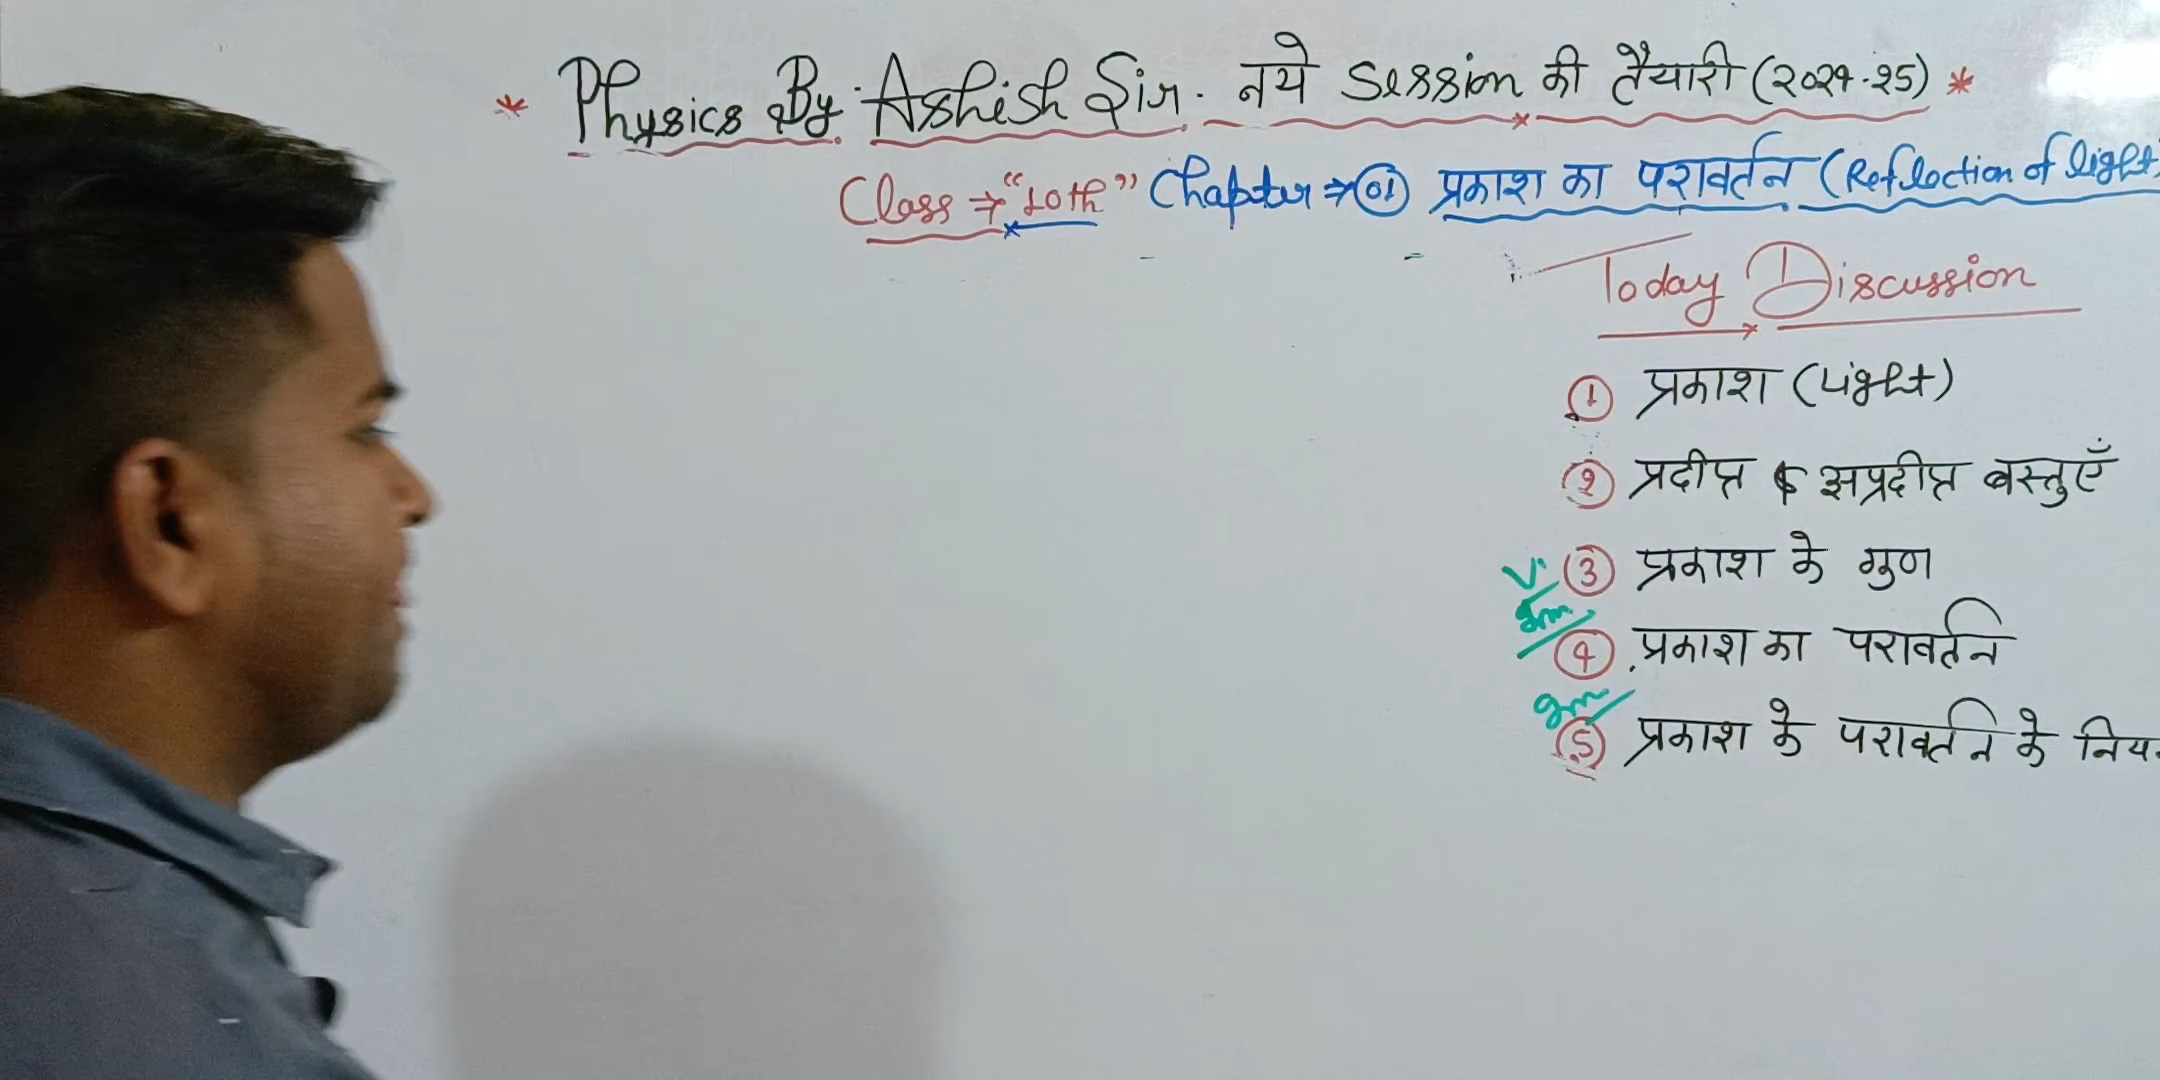 * Physics By Ashish Sir. नये Session की तैयारी (2024-25) *
Class → "10th" Chapter ⇒ 01 प्रकाश का परावर्तन (Reflection of light)
Today Discussion
1 प्रकाश (Light)
2 प्रदीप्त & अप्रदीप्त वस्तुएँ
V. Imp 3 प्रकाश के गुण
4 प्रकाश का परावर्तन
Imp 5 प्रकाश के परावर्तन के